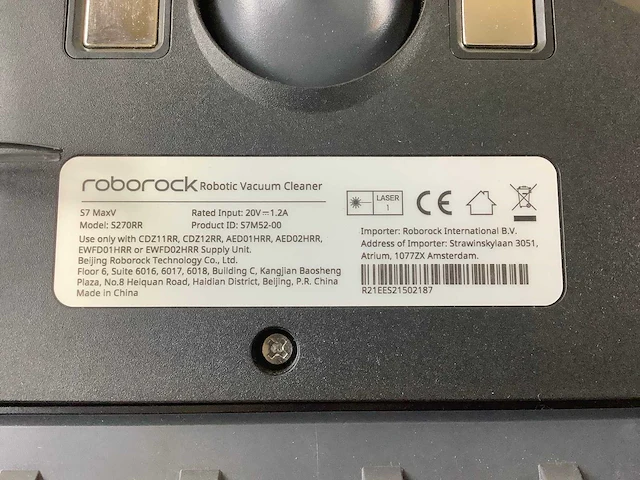 roborock Robotic Vacuum Cleaner
S7 MaxV
Rated Input: 20V⎓1.2A
Model: S270RR
Product ID: S7M52-00
Use only with CDZ11RR, CDZ12RR, AED01HRR, AED02HRR,
EWFD01HRR or EWFD02HRR Supply Unit.
Beijing Roborock Technology Co., Ltd.
Floor 6, Suite 6016, 6017, 6018, Building C, Kangjian Baosheng
Plaza, No.8 Heiquan Road, Haidian District, Beijing, P.R. China
Made in China
LASER
1
CE
Importer: Roborock International B.V.
Address of Importer: Strawinskylaan 3051,
Atrium, 1077ZX Amsterdam.
R21EES21502187